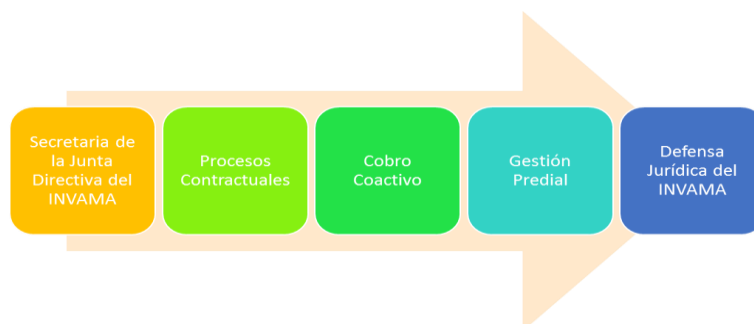 Secretaria de
la Junta
Directiva del
INVAMA
Procesos
Contractuales
Cobro
Coactivo
Gestión
Predial
Defensa
Jurídica del
INVAMA